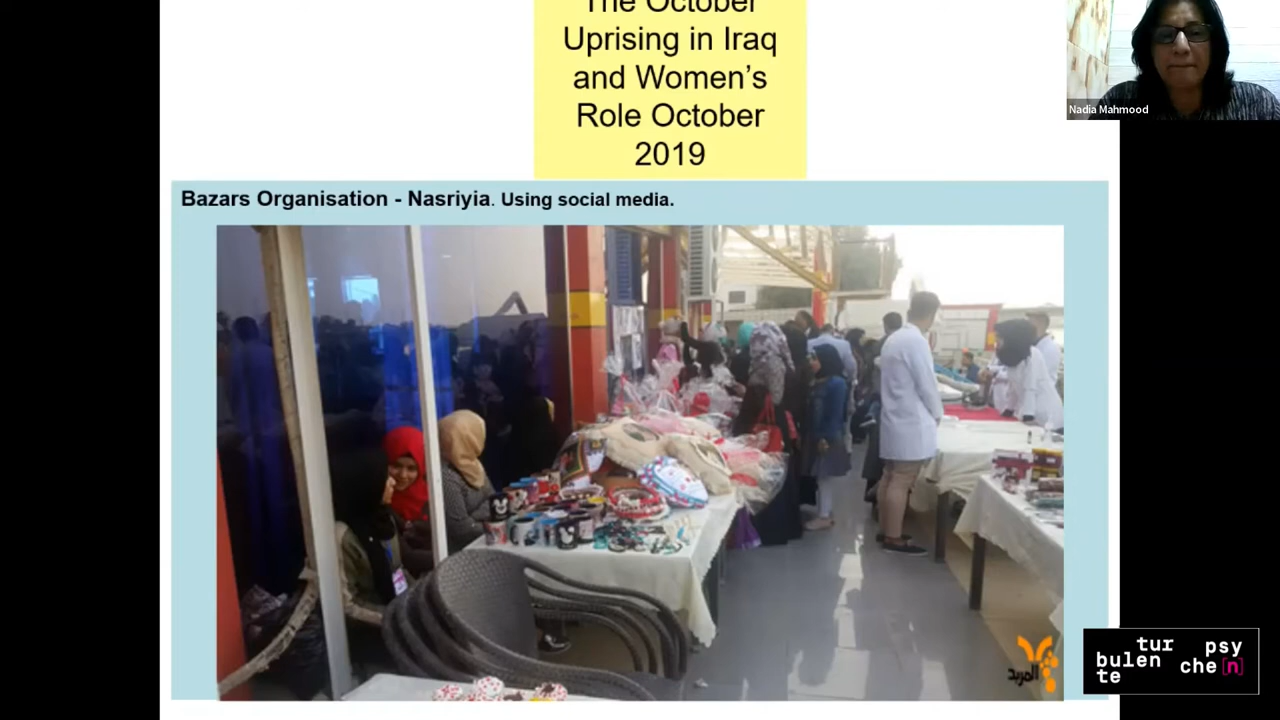 The October
Uprising in Iraq
and Women's
Role October
2019
Nadia Mahmood
Bazars Organisation - Nasriyia. Using social media.
المربد
tur psy
bulen che[n]
te